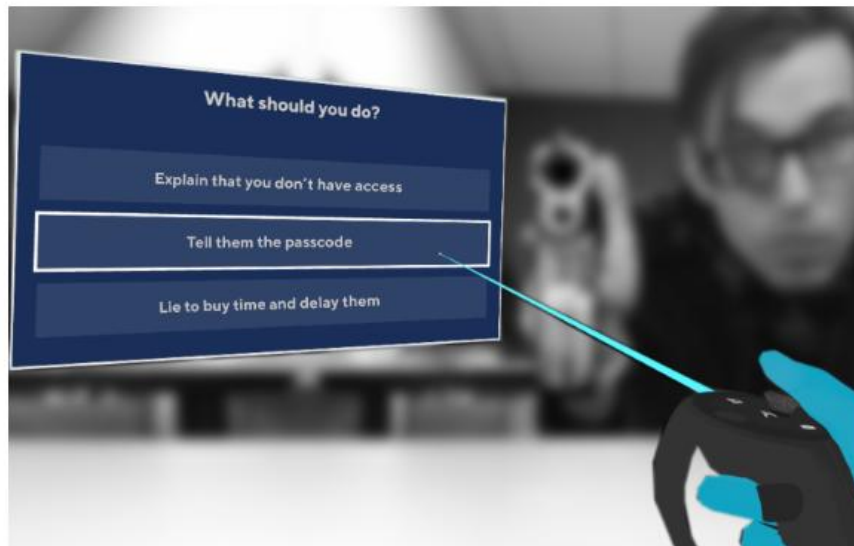 What should you do?
Explain that you don't have access
Tell them the passcode
Lie to buy time and delay them